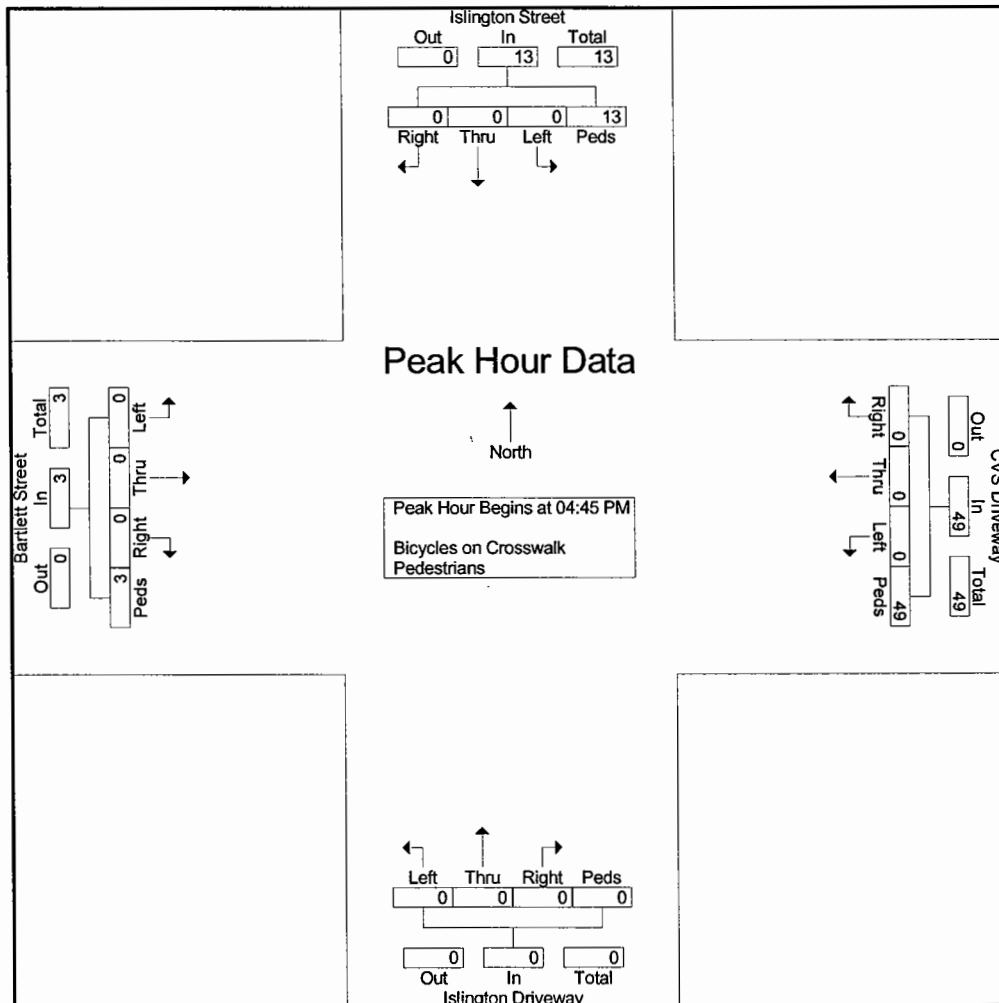 Islington Street
Out In Total
0 13 13
0 0 0 13
Right Thru Left Peds
Peak Hour Data
North
Peak Hour Begins at 04:45 PM
Bicycles on Crosswalk
Pedestrians
Bartlett Street
Out In Total
0 3 3
3 0 0 0
Peds Right Thru Left
CVS Driveway
Out In Total
0 49 49
Right Thru Left Peds
0 0 0 49
Left Thru Right Peds
0 0 0 0
0 0 0
Out In Total
Islington Driveway